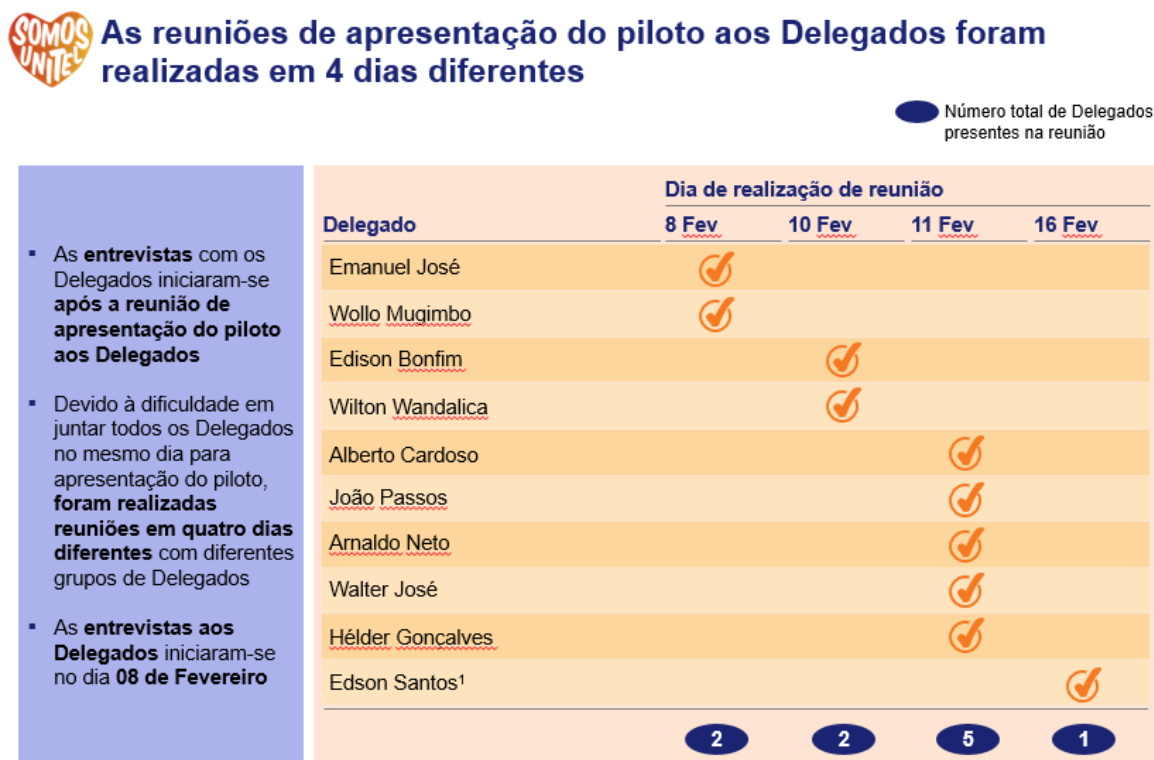 SOMOS
UNITEL
As reuniões de apresentação do piloto aos Delegados foram
realizadas em 4 dias diferentes
Número total de Delegados
presentes na reunião
▪ As entrevistas com os
Delegados iniciaram-se
após a reunião de
apresentação do piloto
aos Delegados
▪ Devido à dificuldade em
juntar todos os Delegados
no mesmo dia para
apresentação do piloto,
foram realizadas
reuniões em quatro dias
diferentes com diferentes
grupos de Delegados
▪ As entrevistas aos
Delegados iniciaram-se
no dia 08 de Fevereiro
Dia de realização de reunião
Delegado 8 Fev 10 Fev 11 Fev 16 Fev
Emanuel José
Wollo Mugimbo
Edison Bonfim
Wilton Wandalica
Alberto Cardoso
João Passos
Arnaldo Neto
Walter José
Hélder Gonçalves
Edson Santos¹
2 2 5 1